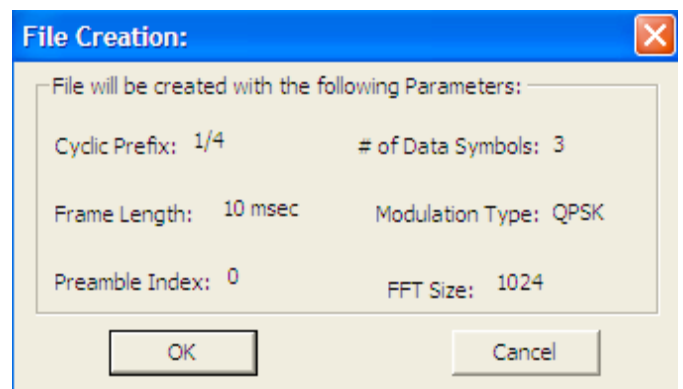 File Creation:
File will be created with the following Parameters:
Cyclic Prefix: 1/4 # of Data Symbols: 3
Frame Length: 10 msec Modulation Type: QPSK
Preamble Index: 0 FFT Size: 1024
OK Cancel